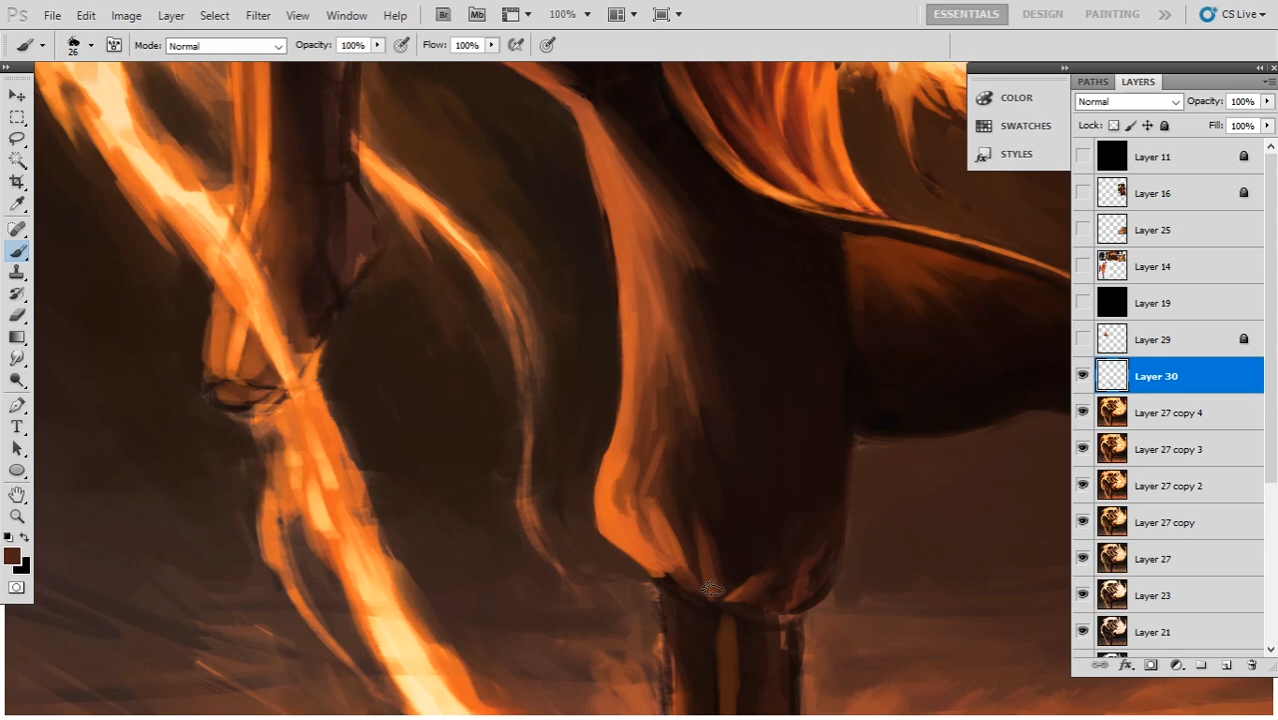 Ps File Edit Image Layer Select Filter View Window Help Br Mb 100% ESSENTIALS DESIGN PAINTING CS Live
26 Mode: Normal Opacity: 100% Flow: 100%
PATHS LAYERS
COLOR
SWATCHES
STYLES
Normal Opacity: 100%
Lock: Fill: 100%
Layer 11
Layer 16
Layer 25
Layer 14
Layer 19
Layer 29
Layer 30
Layer 27 copy 4
Layer 27 copy 3
Layer 27 copy 2
Layer 27 copy
Layer 27
Layer 23
Layer 21